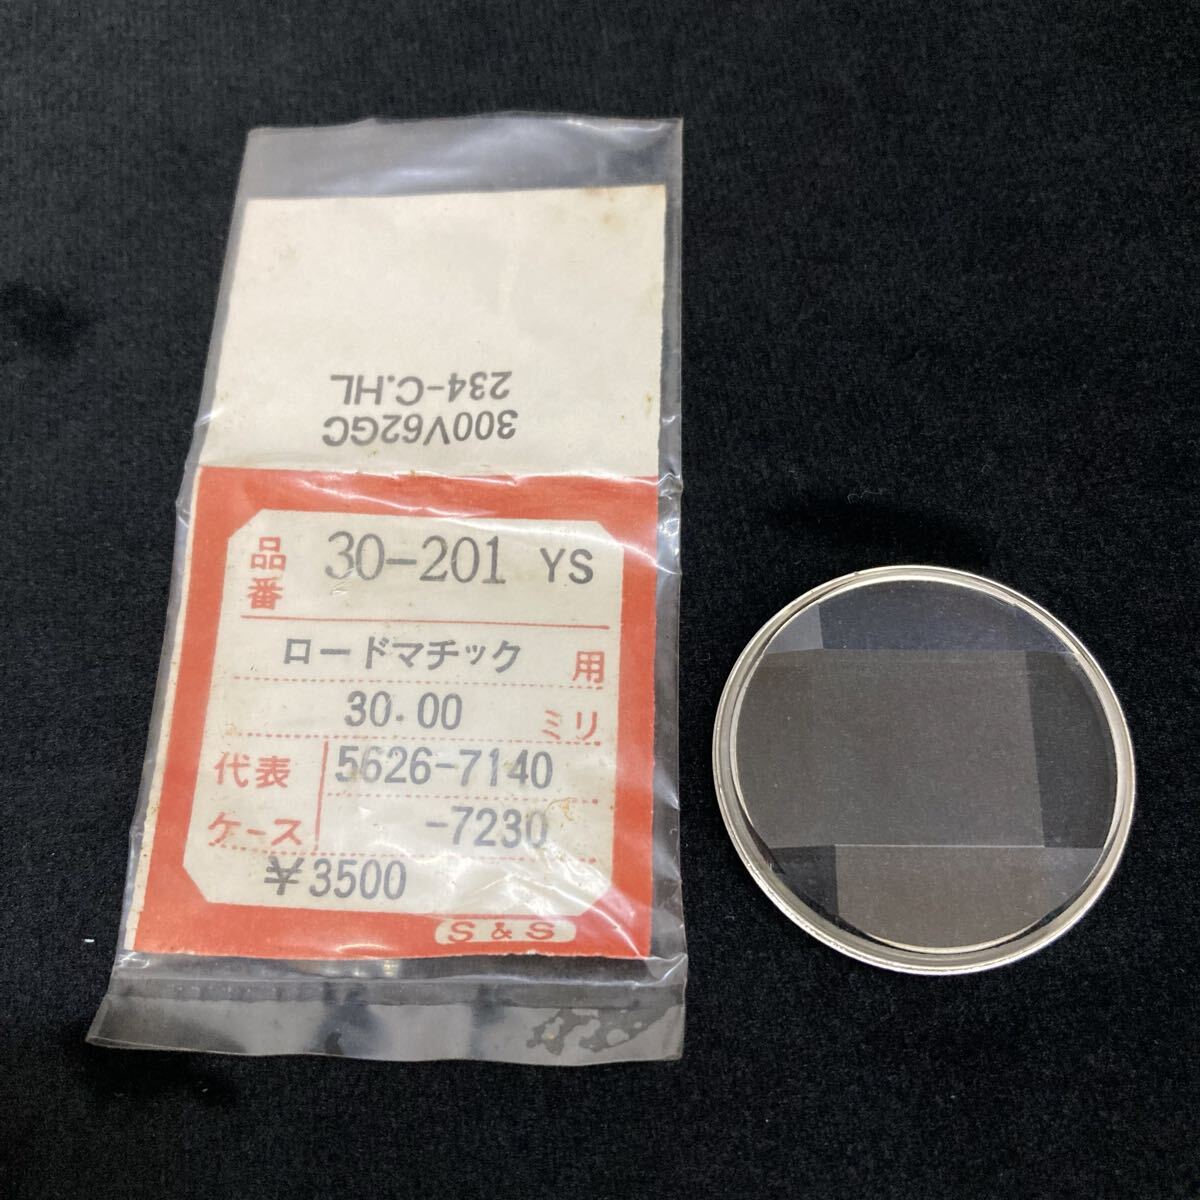 300V62GC
234-C.HL
品番 30-201 YS
ロードマチック 用
30.00 ミリ
代表 5626-7140
ケース -7230
¥3500
S & S